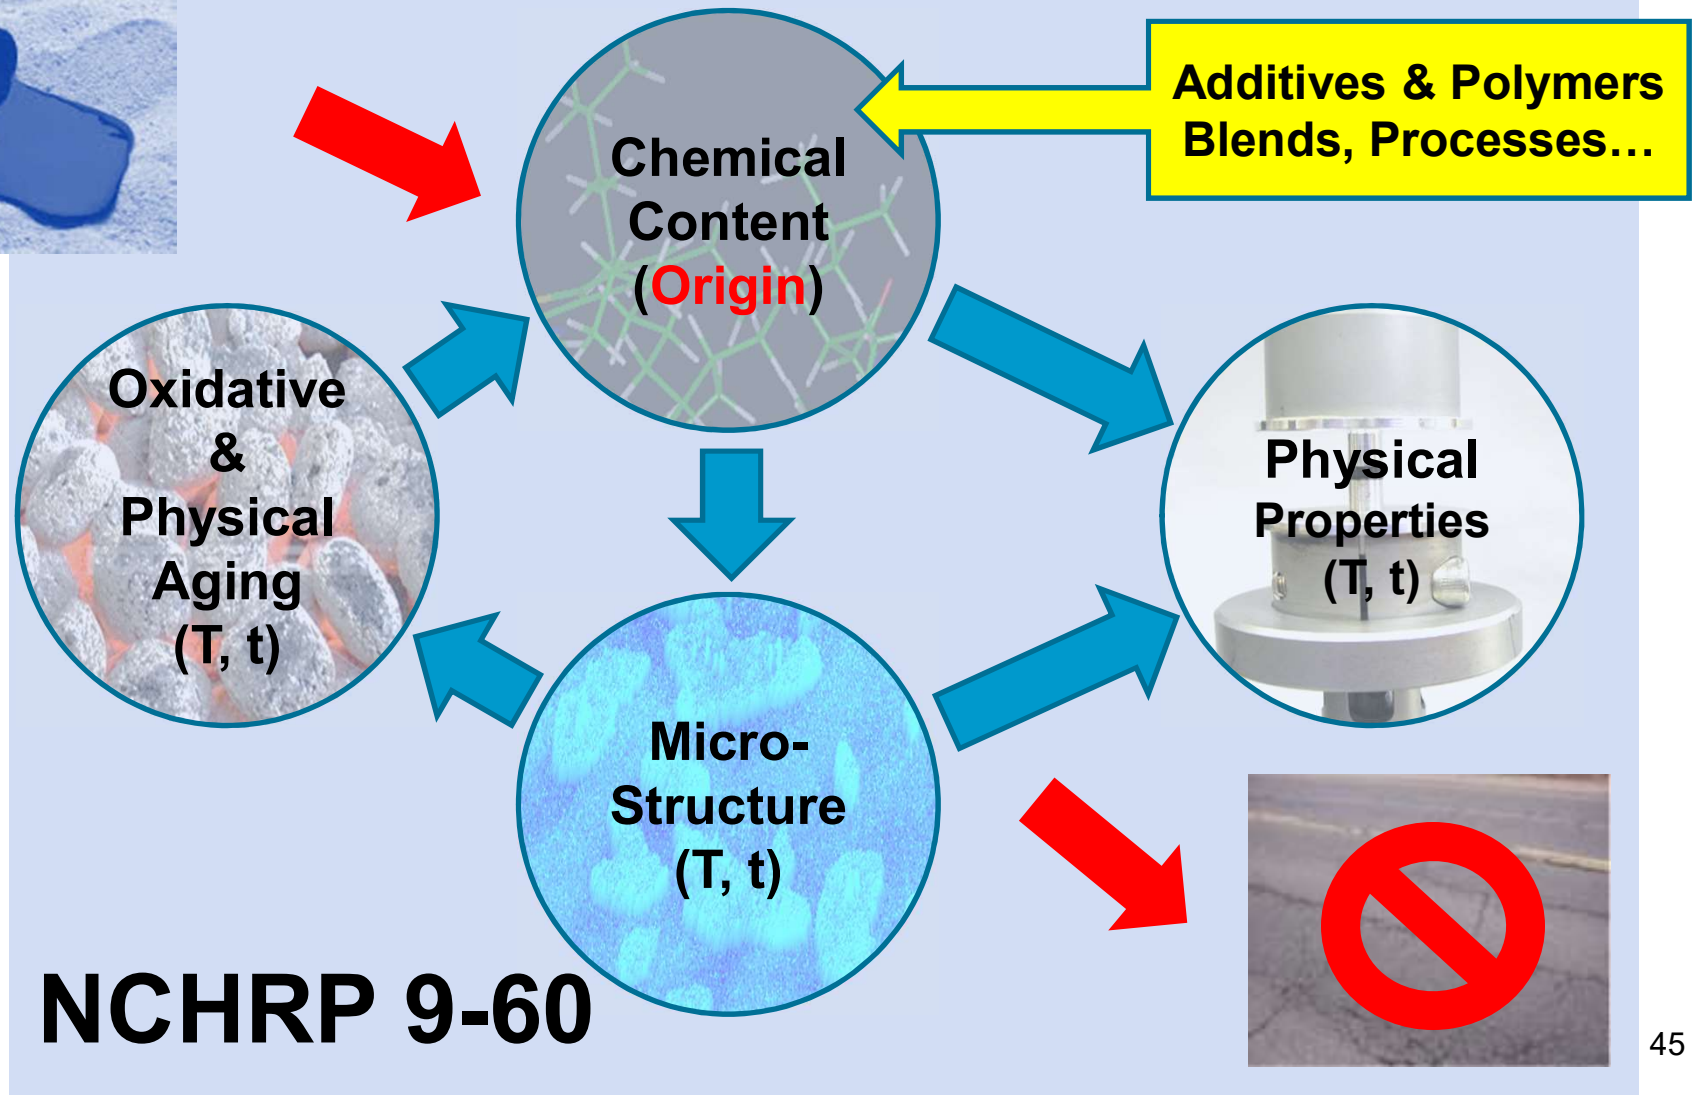 Additives & Polymers
Blends, Processes…
Chemical
Content
(Origin)
Oxidative
&
Physical
Aging
(T, t)
Physical
Properties
(T, t)
Micro-
Structure
(T, t)
NCHRP 9-60
45